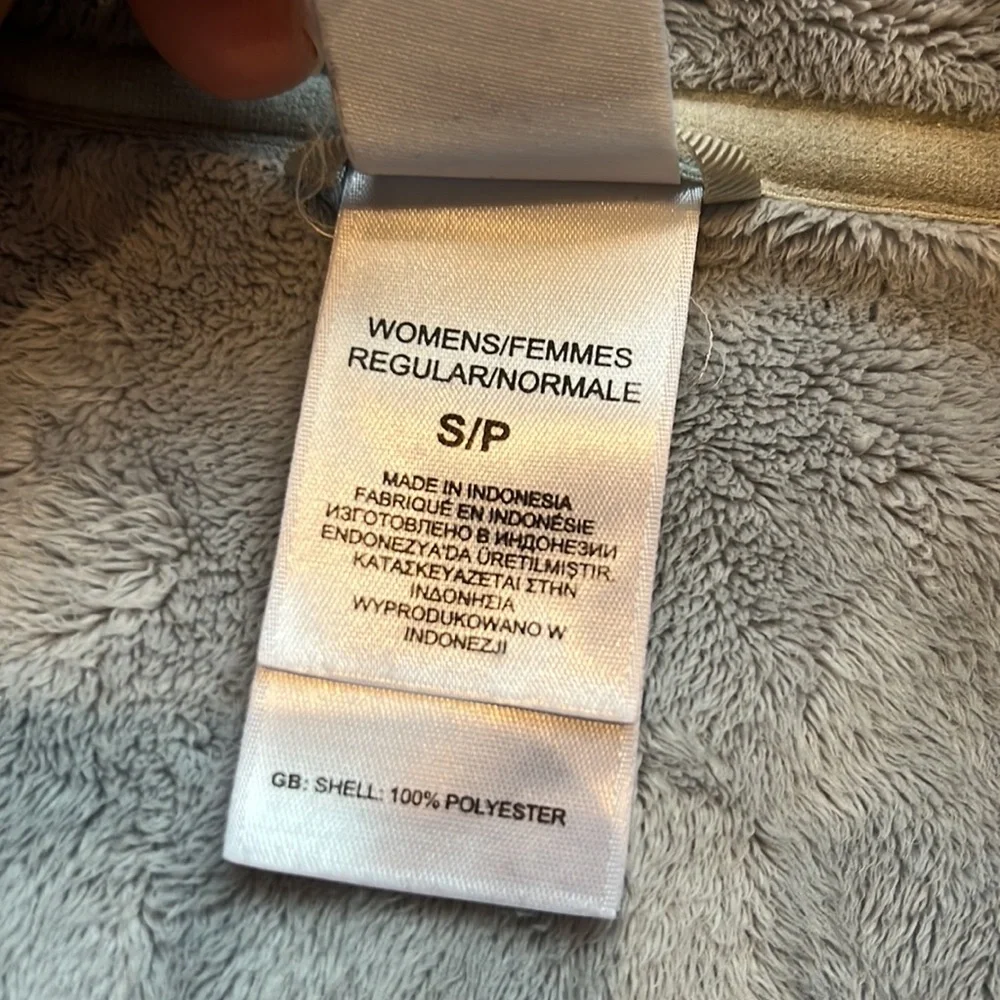 WOMENS/FEMMES
REGULAR/NORMALE
S/P
MADE IN INDONESIA
FABRIQUÉ EN INDONÉSIE
ИЗГОТОВЛЕНО В ИНДОНЕЗИИ
ENDONEZYA'DA ÜRETILMIŞTIR
ΚΑΤΑΣΚΕΥΑΖΕΤΑΙ ΣΤΗΝ
ΙΝΔΟΝΗΣΙΑ
WYPRODUKOWANO W
INDONEZJI
GB: SHELL: 100% POLYESTER